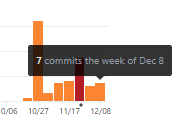 7 commits the week of Dec 8
0/06 10/27 11/17 12/08